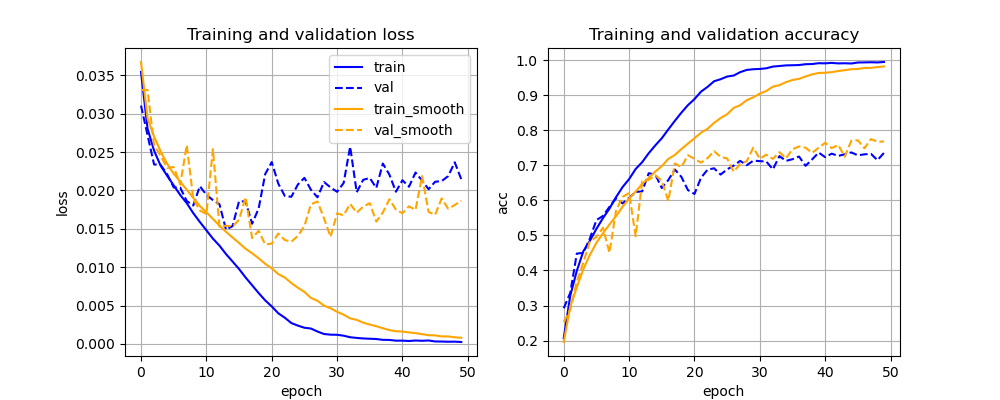 Training and validation loss
loss
0.035
0.030
0.025
0.020
0.015
0.010
0.005
0.000
train
val
train_smooth
val_smooth
0 10 20 30 40 50
epoch
Training and validation accuracy
acc
1.0
0.9
0.8
0.7
0.6
0.5
0.4
0.3
0.2
0 10 20 30 40 50
epoch